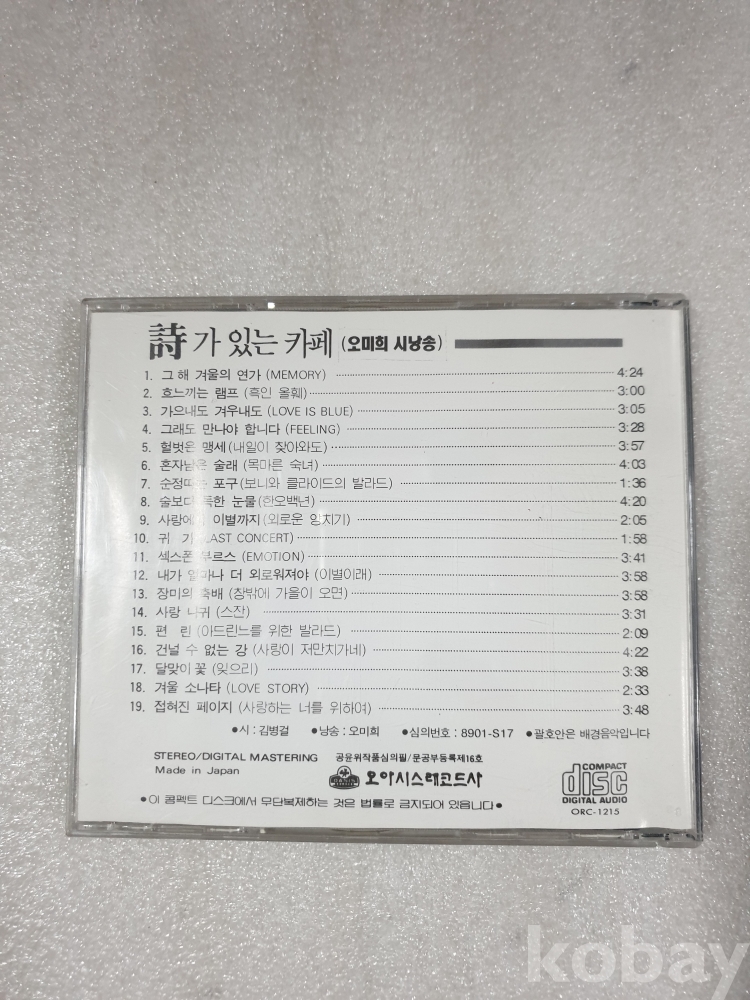 詩가 있는 카페 (오미희 시낭송)
1. 그 해 겨울의 연가 (MEMORY) 4:24
2. 흐느끼는 램프 (흑인 올훼) 3:00
3. 가으내도 겨우내도 (LOVE IS BLUE) 3:05
4. 그래도 만나야 합니다 (FEELING) 3:28
5. 헐벗은 맹세 (내일이 찾아와도) 3:57
6. 혼자남은 술래 (목마른 숙녀) 4:03
7. 포구 (보니와 클라이드의 발라드) 1:36
8. 술보다 독한 눈물 (한오백년) 4:20
9. 이별까지 (외로운 양치기) 2:05
10. 귀 LAST CONCERT) 1:58
11. 섹스폰 부르스 (EMOTION) 3:41
12. 내가 얼마나 더 외로워져야 (이별이래) 3:58
13. 장미의 축배 (창밖에 가을이 오면) 3:58
14. 사랑 나귀 (스잔) 3:31
15. 편 린 (아드린느를 위한 발라드) 2:09
16. 건널 수 없는 강 (사랑이 저만치가네) 4:22
17. 달맞이 꽃 (잊으리) 3:38
18. 겨울 소나타 (LOVE STORY) 2:33
19. 접혀진 페이지 (사랑하는 너를 위하여) 3:48
●시 : 김병걸 ●낭송 : 오미희 ●심의번호 : 8901-S17 ●괄호안은 배경음악입니다
STEREO/DIGITAL MASTERING 공윤위작품심의필/문공부등록제16호
Made in Japan 오아시스레코드사
COMPACT
disc
DIGITAL AUDIO
ORC-1215
●이 콤팩트 디스크에서 무단복제하는 것은 법률로 금지되어 있읍니다●
kobay